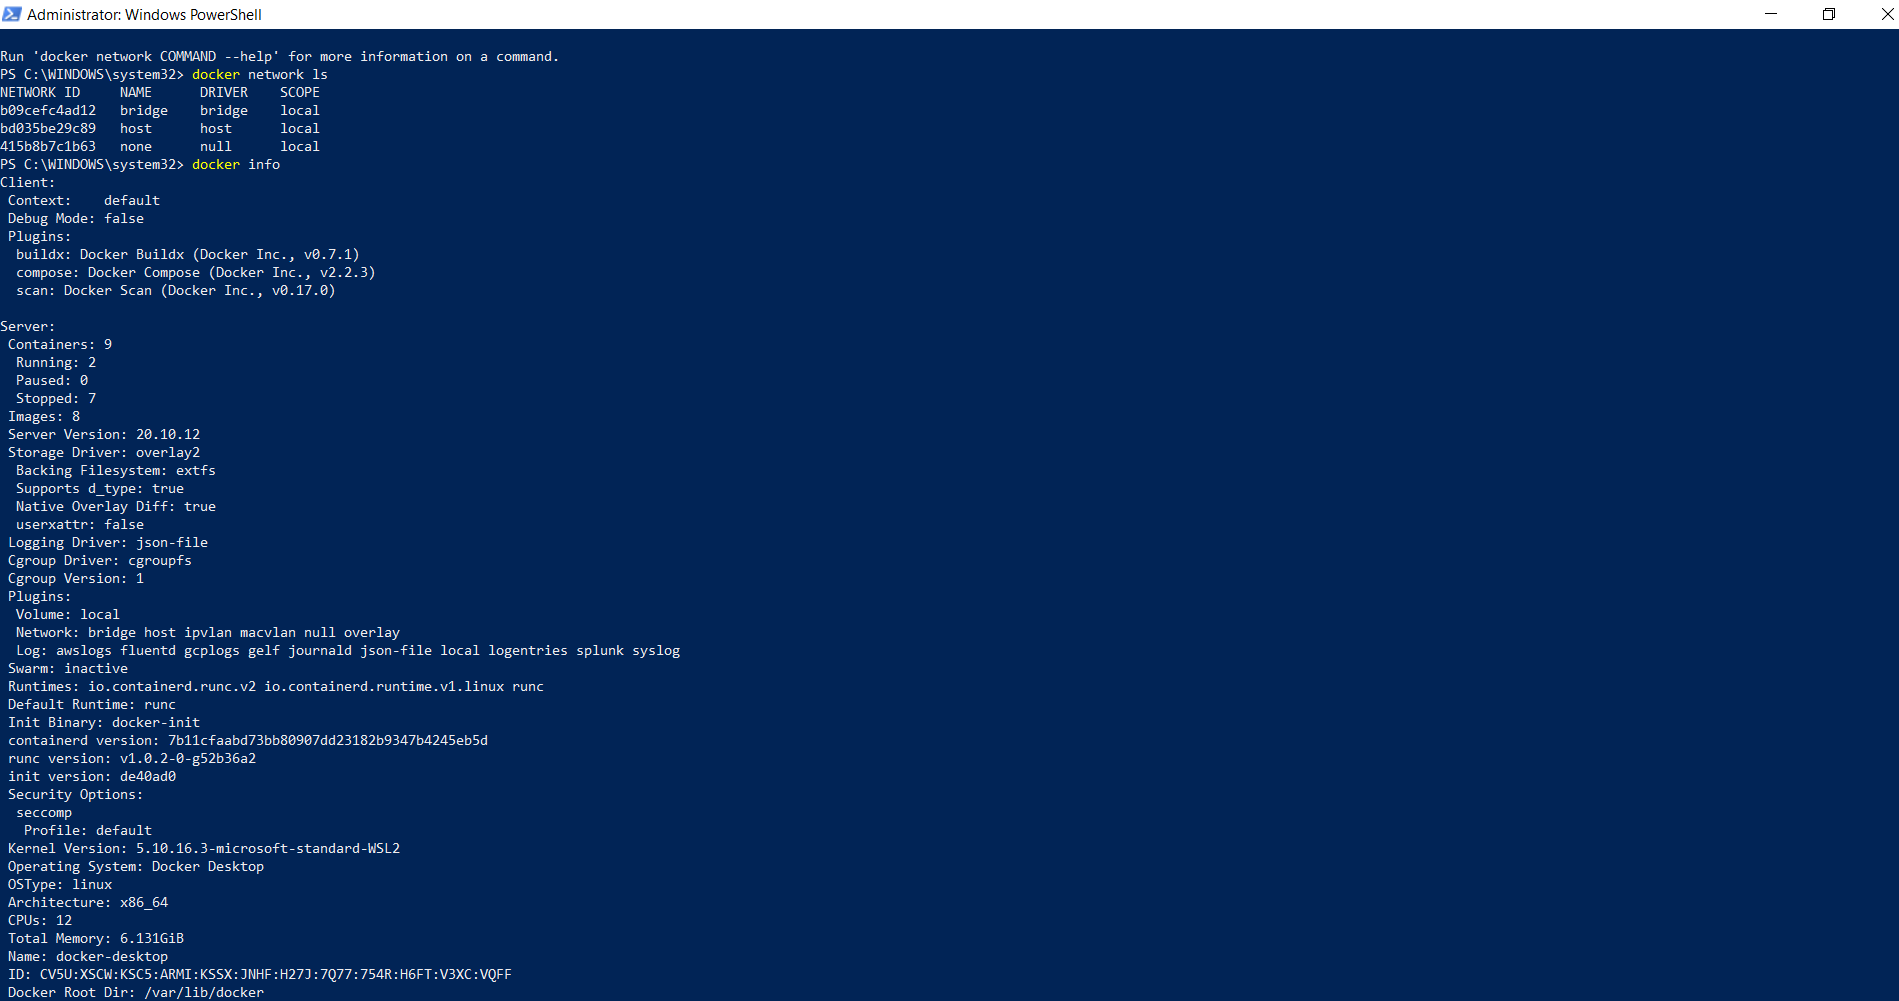 Administrator: Windows PowerShell
Run 'docker network COMMAND --help' for more information on a command.
PS C:\WINDOWS\system32> docker network ls
NETWORK ID     NAME      DRIVER    SCOPE
b09cefc4ad12   bridge    bridge    local
bd035be29c89   host      host      local
415b8b7c1b63   none      null      local
PS C:\WINDOWS\system32> docker info
Client:
 Context:    default
 Debug Mode: false
 Plugins:
  buildx: Docker Buildx (Docker Inc., v0.7.1)
  compose: Docker Compose (Docker Inc., v2.2.3)
  scan: Docker Scan (Docker Inc., v0.17.0)

Server:
 Containers: 9
  Running: 2
  Paused: 0
  Stopped: 7
 Images: 8
 Server Version: 20.10.12
 Storage Driver: overlay2
  Backing Filesystem: extfs
  Supports d_type: true
  Native Overlay Diff: true
  userxattr: false
 Logging Driver: json-file
 Cgroup Driver: cgroupfs
 Cgroup Version: 1
 Plugins:
  Volume: local
  Network: bridge host ipvlan macvlan null overlay
  Log: awslogs fluentd gcplogs gelf journald json-file local logentries splunk syslog
 Swarm: inactive
 Runtimes: io.containerd.runc.v2 io.containerd.runtime.v1.linux runc
 Default Runtime: runc
 Init Binary: docker-init
 containerd version: 7b11cfaabd73bb80907dd23182b9347b4245eb5d
 runc version: v1.0.2-0-g52b36a2
 init version: de40ad0
 Security Options:
  seccomp
   Profile: default
 Kernel Version: 5.10.16.3-microsoft-standard-WSL2
 Operating System: Docker Desktop
 OSType: linux
 Architecture: x86_64
 CPUs: 12
 Total Memory: 6.131GiB
 Name: docker-desktop
 ID: CV5U:XSCW:KSC5:ARMI:KSSX:JNHF:H27J:7Q77:754R:H6FT:V3XC:VQFF
 Docker Root Dir: /var/lib/docker